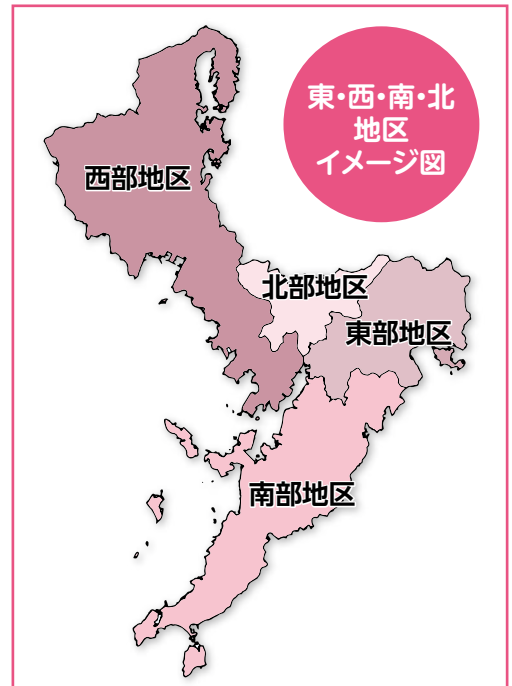 東・西・南・北
地区
イメージ図
西部地区
北部地区
東部地区
南部地区